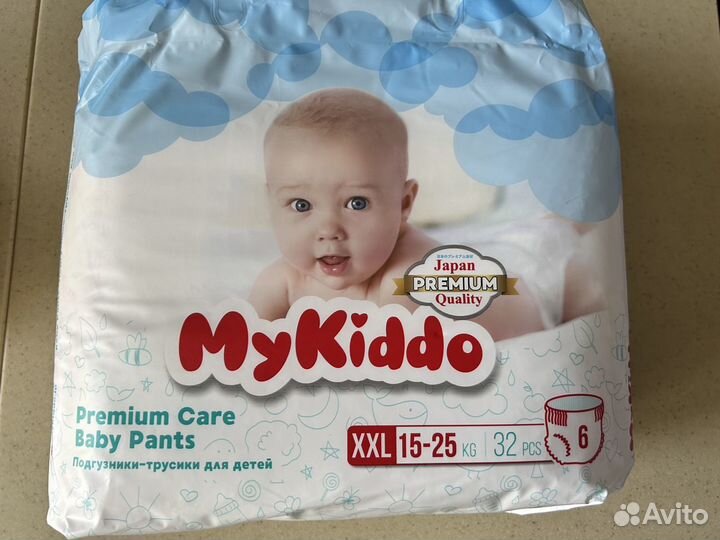 Japan
PREMIUM
Quality
MyKiddo
Premium Care
Baby Pants
Подгузники-трусики для детей
XXL 15-25 KG 32 PCS 6
Avito